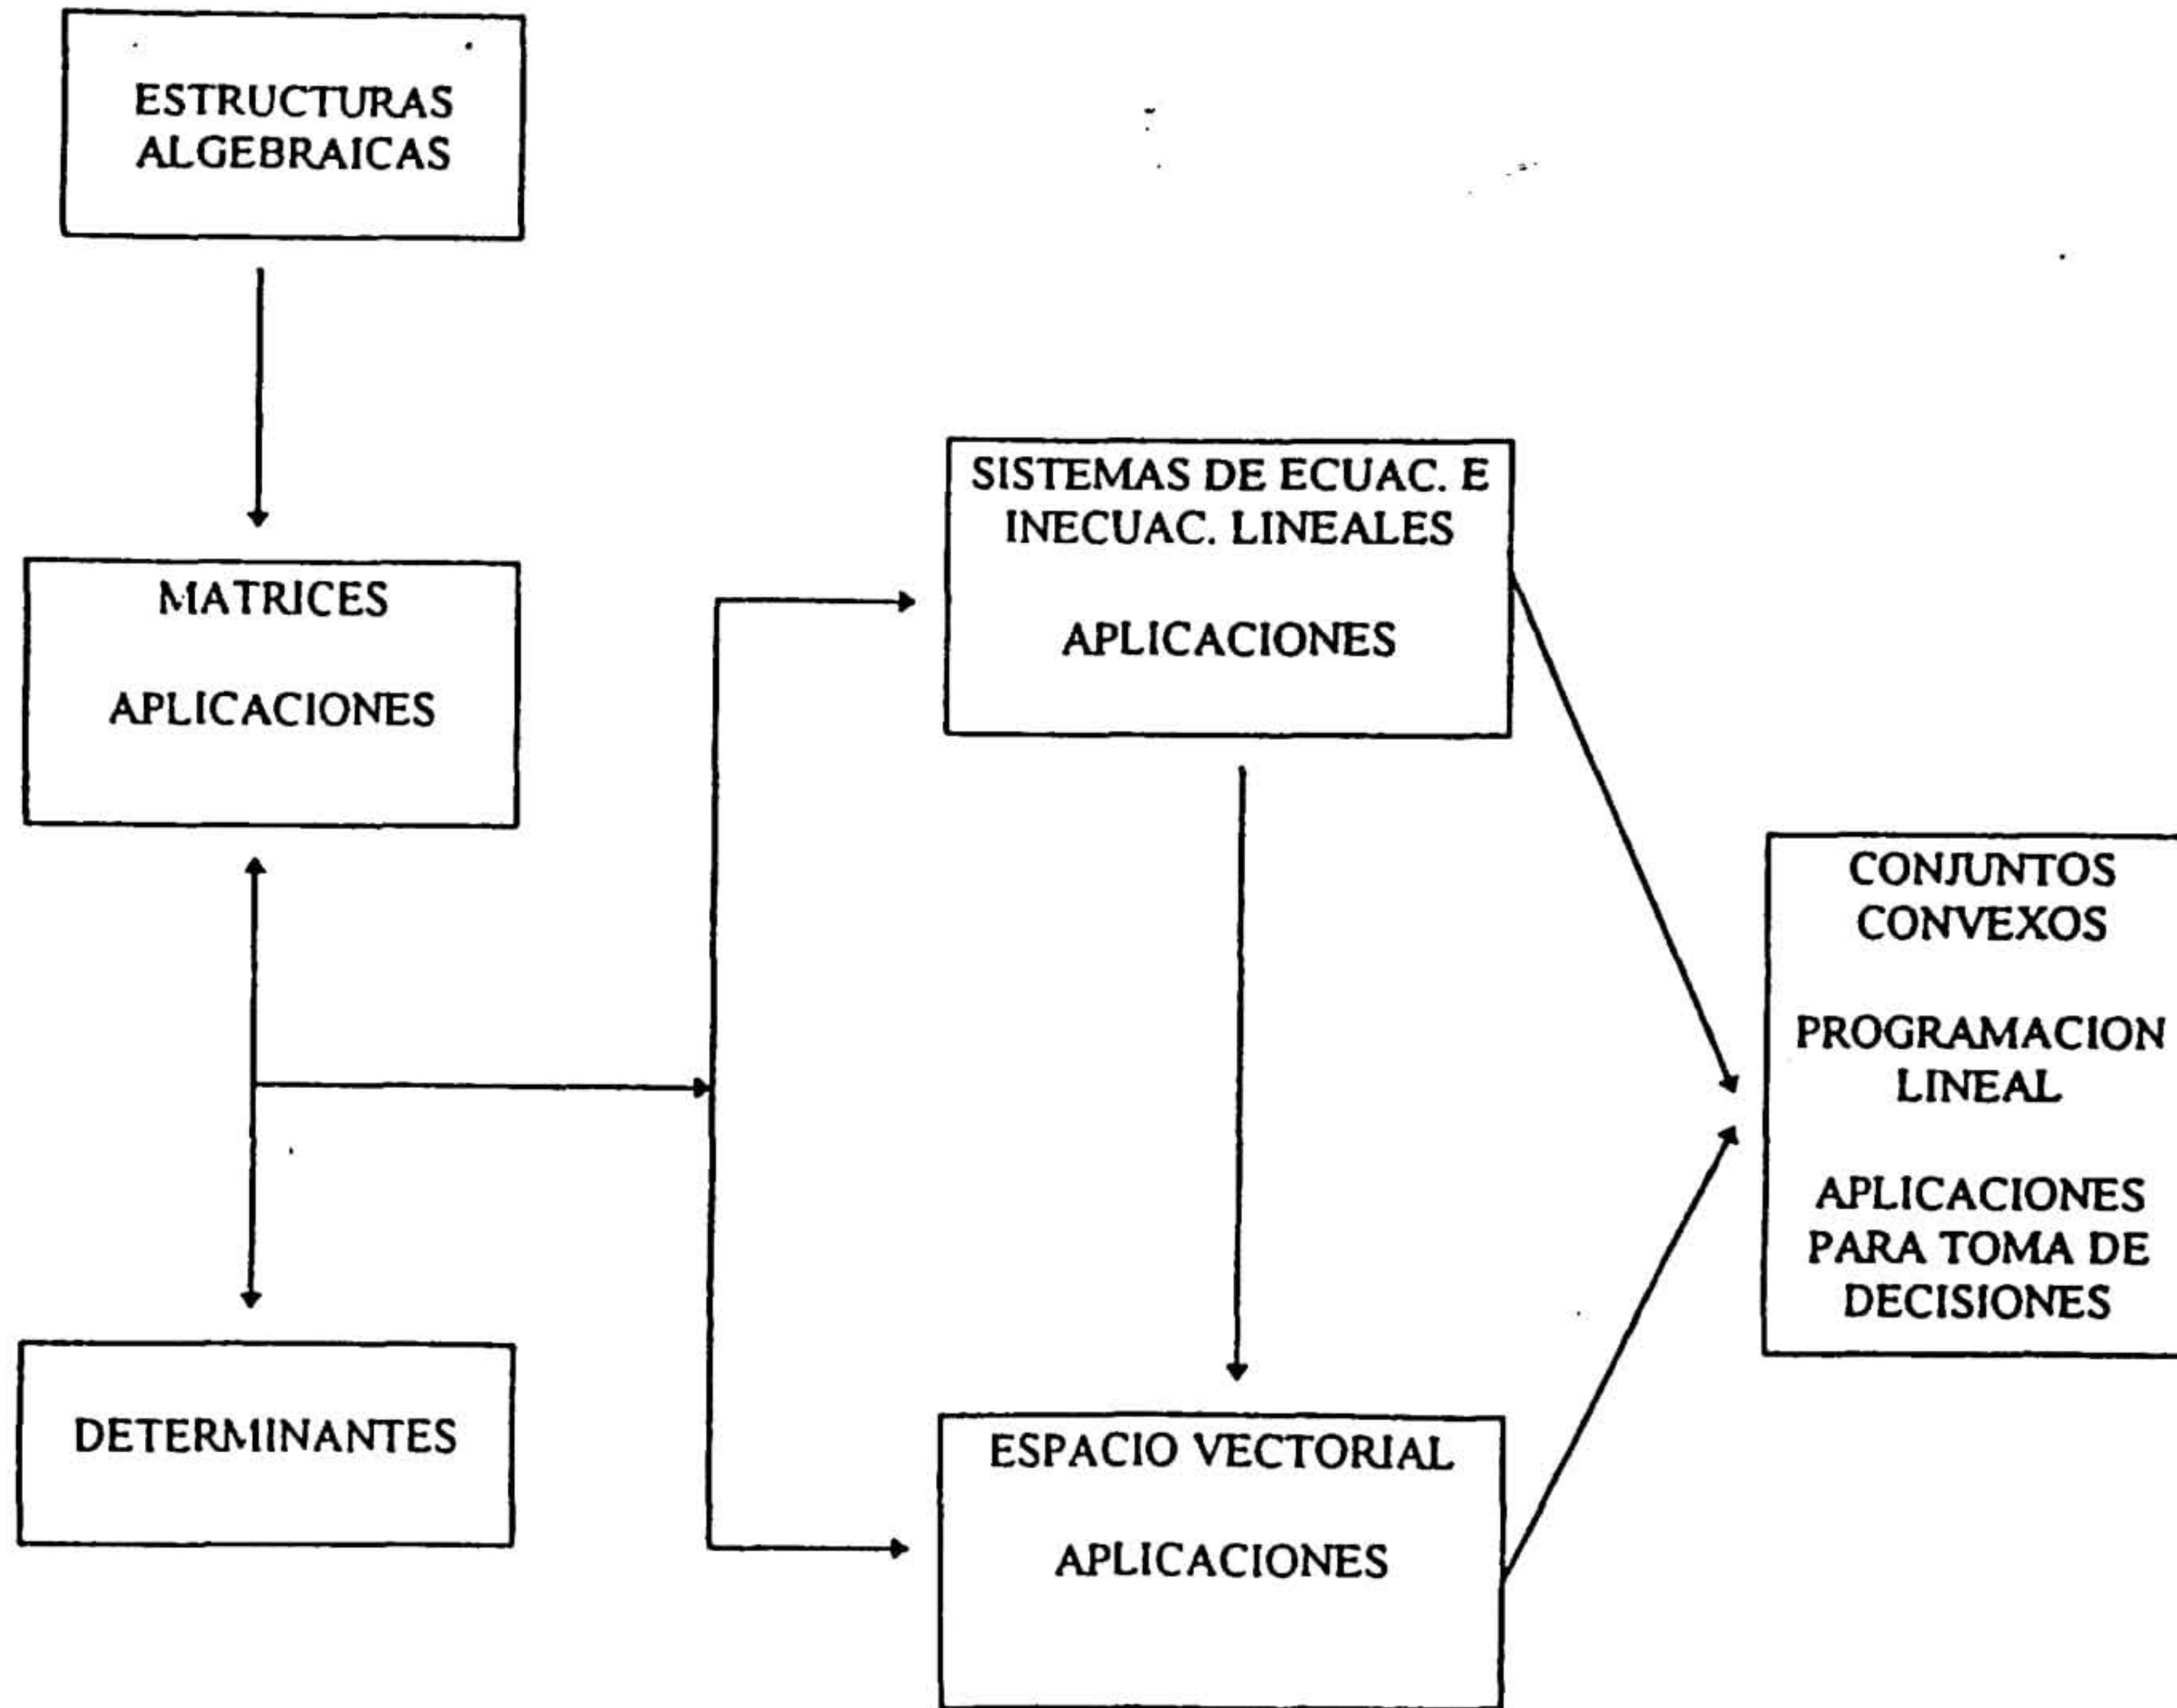 ESTRUCTURAS
ALGEBRAICAS
MATRICES
APLICACIONES
DETERMINANTES
SISTEMAS DE ECUAC. E
INECUAC. LINEALES
APLICACIONES
ESPACIO VECTORIAL
APLICACIONES
CONJUNTOS
CONVEXOS
PROGRAMACION
LINEAL
APLICACIONES
PARA TOMA DE
DECISIONES